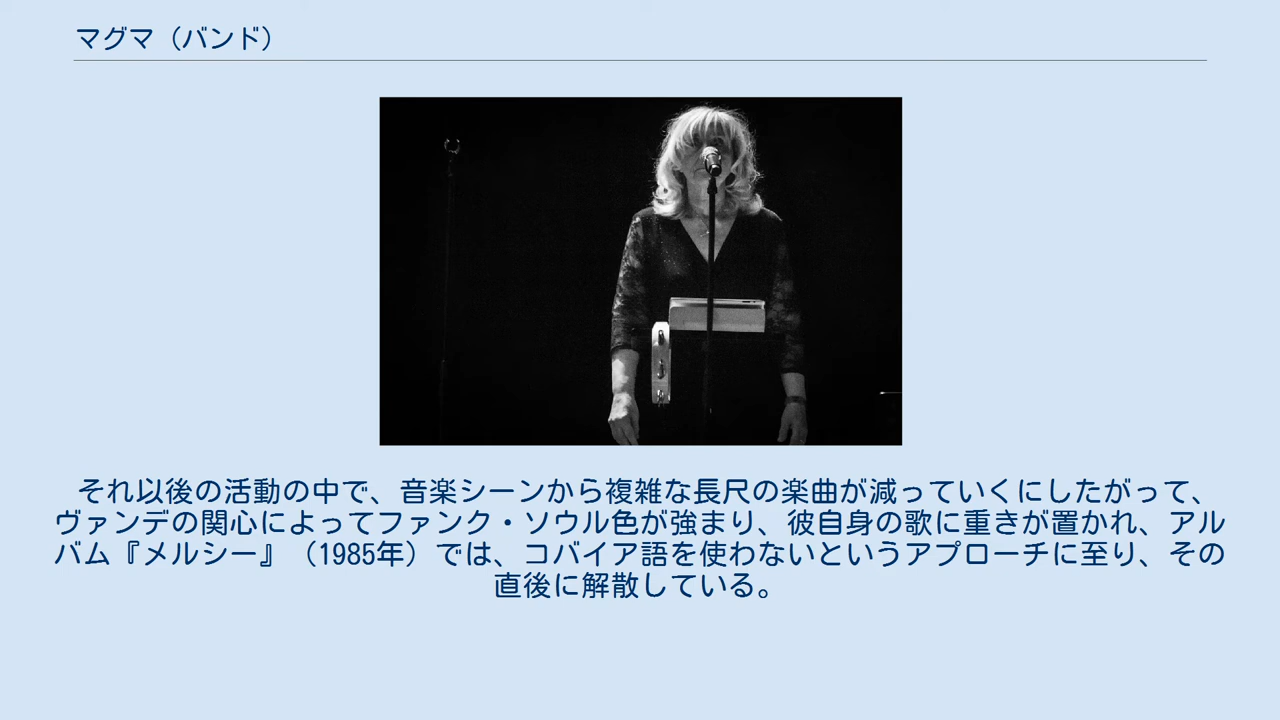 マグマ（バンド）
それ以後の活動の中で、音楽シーンから複雑な長尺の楽曲が減っていくにしたがって、
ヴァンデの関心によってファンク・ソウル色が強まり、彼自身の歌に重きが置かれ、アル
バム『メルシー』（1985年）では、コバイア語を使わないというアプローチに至り、その
直後に解散している。